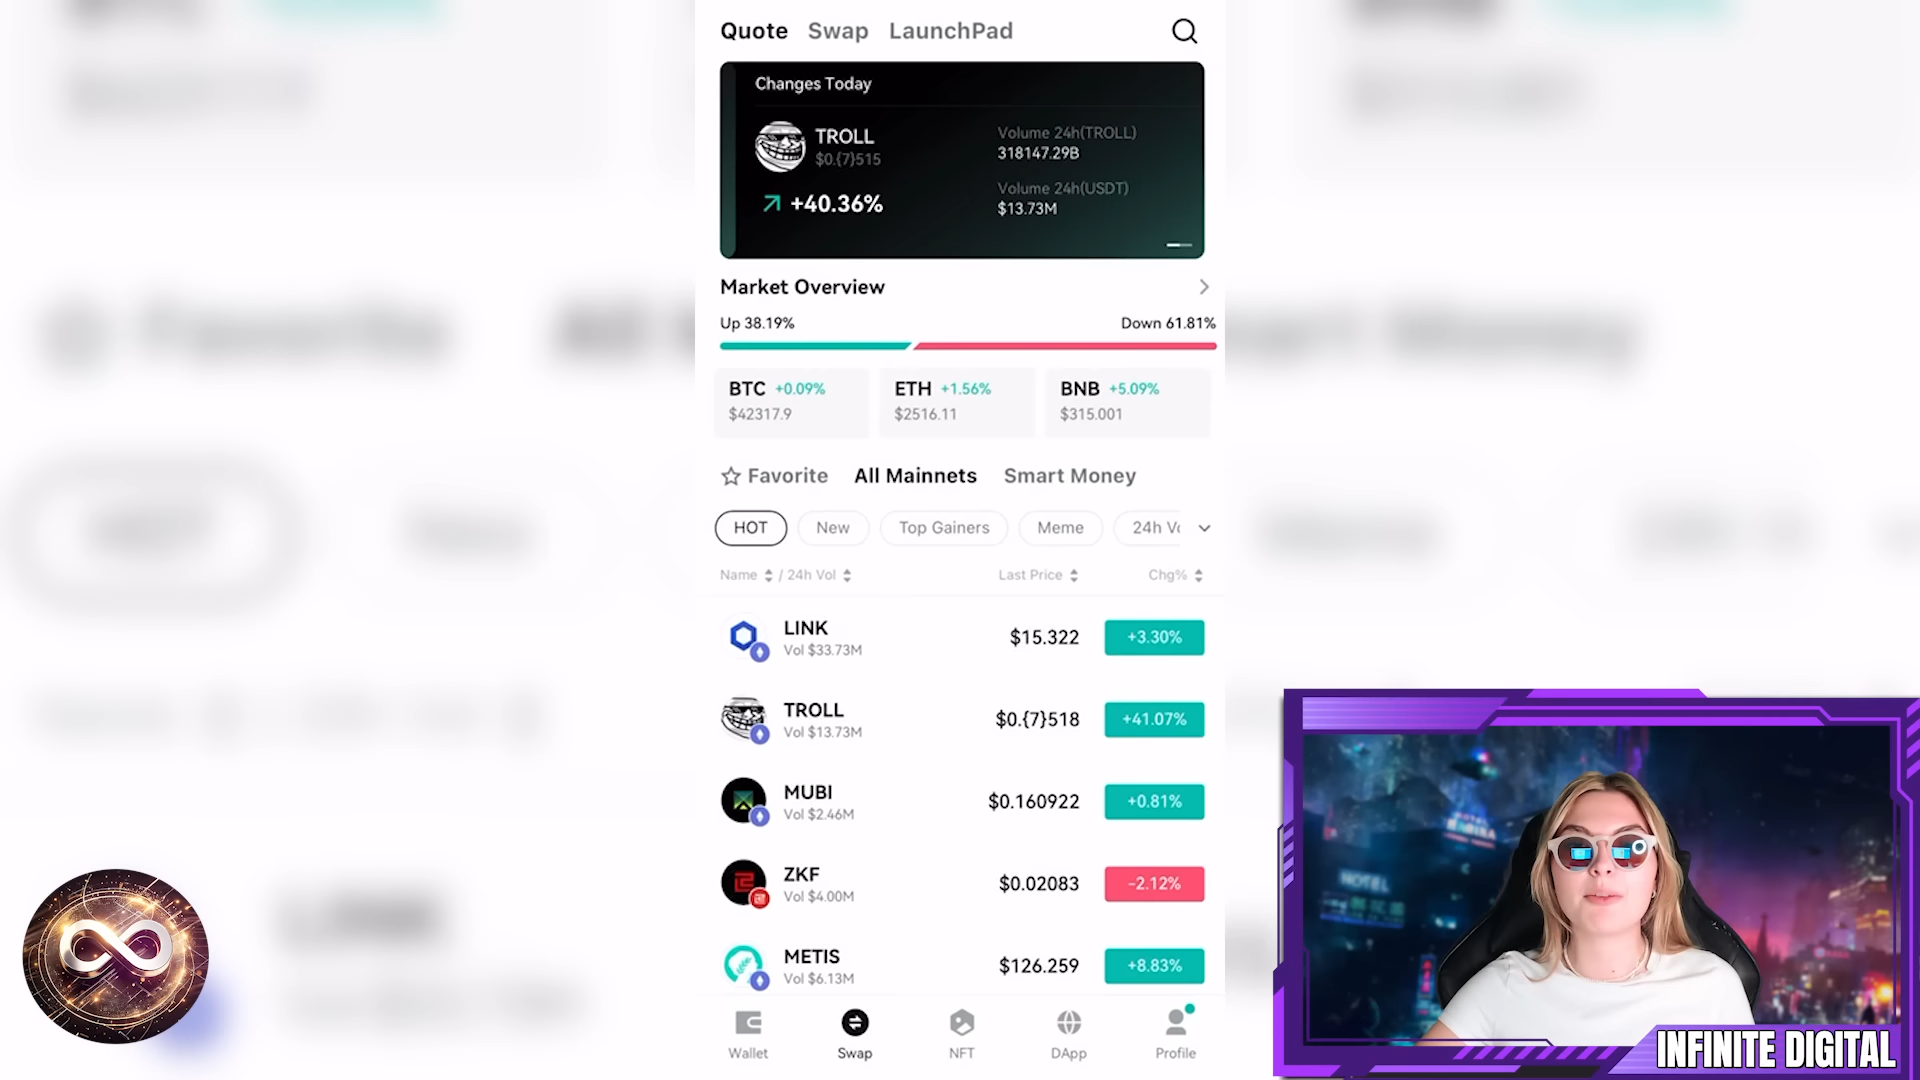 Quote Swap LaunchPad
Changes Today
TROLL
$0.{7}515
+40.36%
Volume 24h(TROLL)
318147.29B
Volume 24h(USDT)
$13.73M
Market Overview
Up 38.19% Down 61.81%
BTC +0.09%
$42317.9
ETH +1.56%
$2516.11
BNB +5.09%
$315.001
Favorite All Mainnets Smart Money
HOT New Top Gainers Meme 24h Vo
Name / 24h Vol Last Price Chg%
LINK
Vol $33.73M
$15.322 +3.30%
TROLL
Vol $13.73M
$0.{7}518 +41.07%
MUBI
Vol $2.46M
$0.160922 +0.81%
ZKF
Vol $4.00M
$0.02083 -2.12%
METIS
Vol $6.13M
$126.259 +8.83%
Wallet Swap NFT DApp Profile
HOTEL
INFINITE DIGITAL